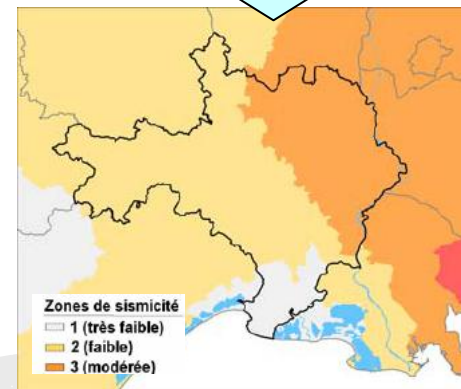 Zones de sismicité
1 (très faible)
2 (faible)
3 (modérée)